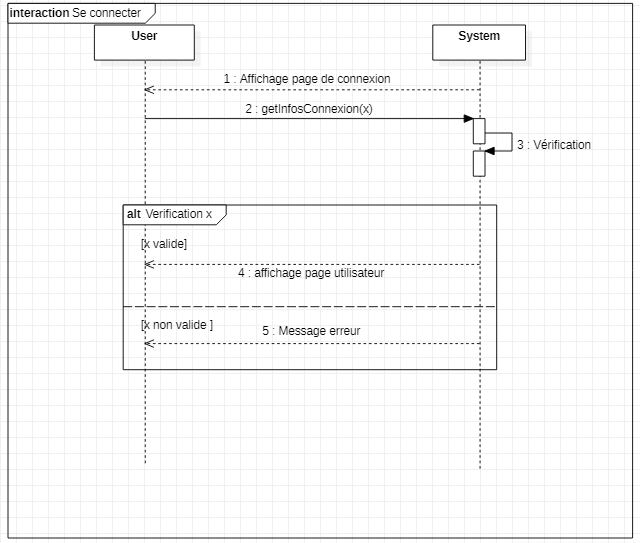 interaction Se connecter
User
System
1 : Affichage page de connexion
2 : getInfosConnexion(x)
3 : Vérification
alt Verification x
[x valide]
4 : affichage page utilisateur
[x non valide ]
5 : Message erreur